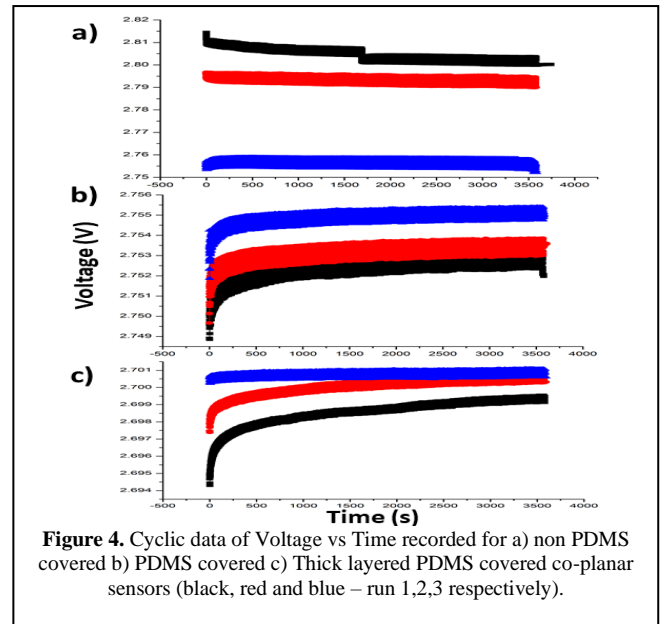 a)
2.82
2.81
2.80
2.79
2.78
2.77
2.76
2.75
-500 0 500 1000 1500 2000 2500 3000 3500 4000
b)
2.756
2.755
2.754
2.753
2.752
2.751
2.750
2.749
Voltage (V)
-500 0 500 1000 1500 2000 2500 3000 3500 4000
c)
2.701
2.700
2.699
2.698
2.697
2.696
2.695
2.694
-500 0 500 1000 1500 2000 2500 3000 3500 4000
Time (s)
Figure 4. Cyclic data of Voltage vs Time recorded for a) non PDMS
covered b) PDMS covered c) Thick layered PDMS covered co-planar
sensors (black, red and blue – run 1,2,3 respectively).